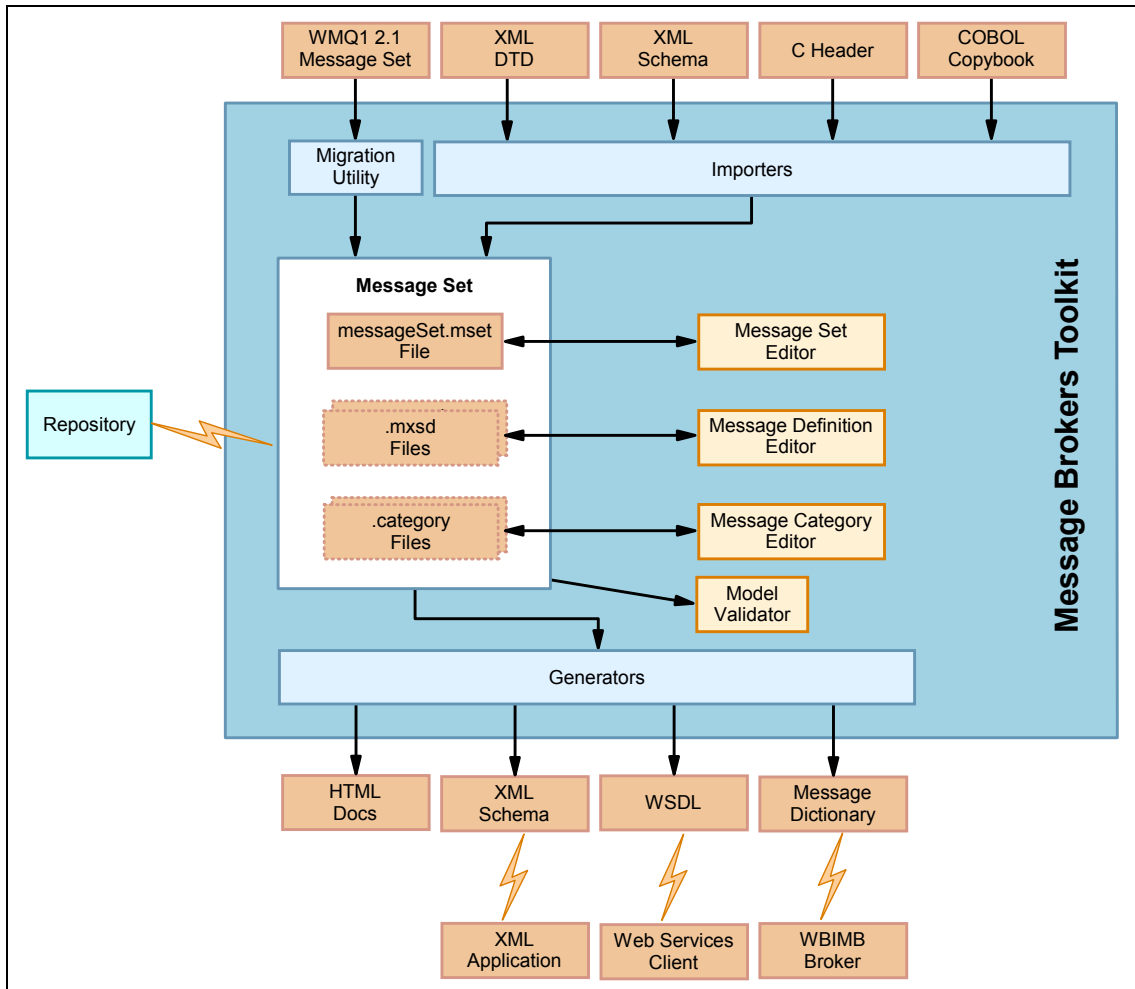 WMQ1 2.1
Message Set
XML
DTD
XML
Schema
C Header
COBOL
Copybook
Migration
Utility
Importers
Message Set
messageSet.mset
File
Message Set
Editor
Repository
.mxsd
Files
Message Definition
Editor
.category
Files
Message Category
Editor
Model
Validator
Message Brokers Toolkit
Generators
HTML
Docs
XML
Schema
WSDL
Message
Dictionary
XML
Application
Web Services
Client
WBIMB
Broker